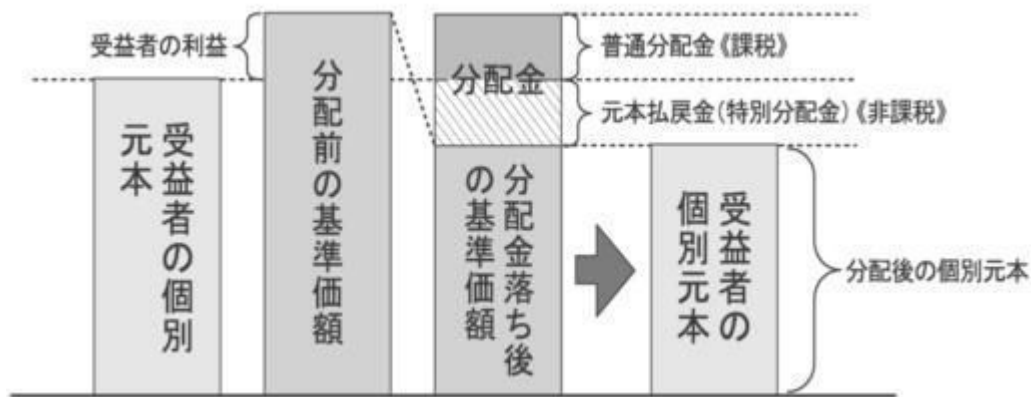 受益者の利益
受益者の個別
元本
分配前の基準価額
分配金
分配金落ち後
の基準価額
普通分配金《課税》
元本払戻金(特別分配金)《非課税》
受益者の
個別元本
分配後の個別元本